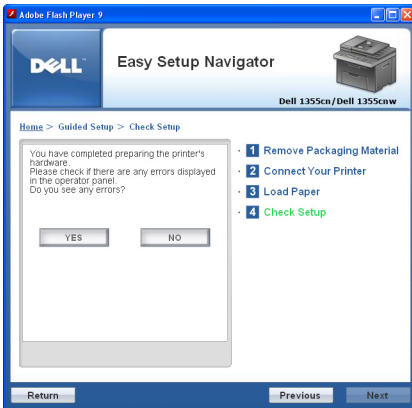 Adobe Flash Player 9
DELL™
Easy Setup Navigator
Dell 1355cn/Dell 1355cnw
Home > Guided Setup > Check Setup
You have completed preparing the printer's
hardware.
Please check if there are any errors displayed
in the operator panel.
Do you see any errors?
YES
NO
· 1 Remove Packaging Material
· 2 Connect Your Printer
· 3 Load Paper
· 4 Check Setup
Return
Previous
Next